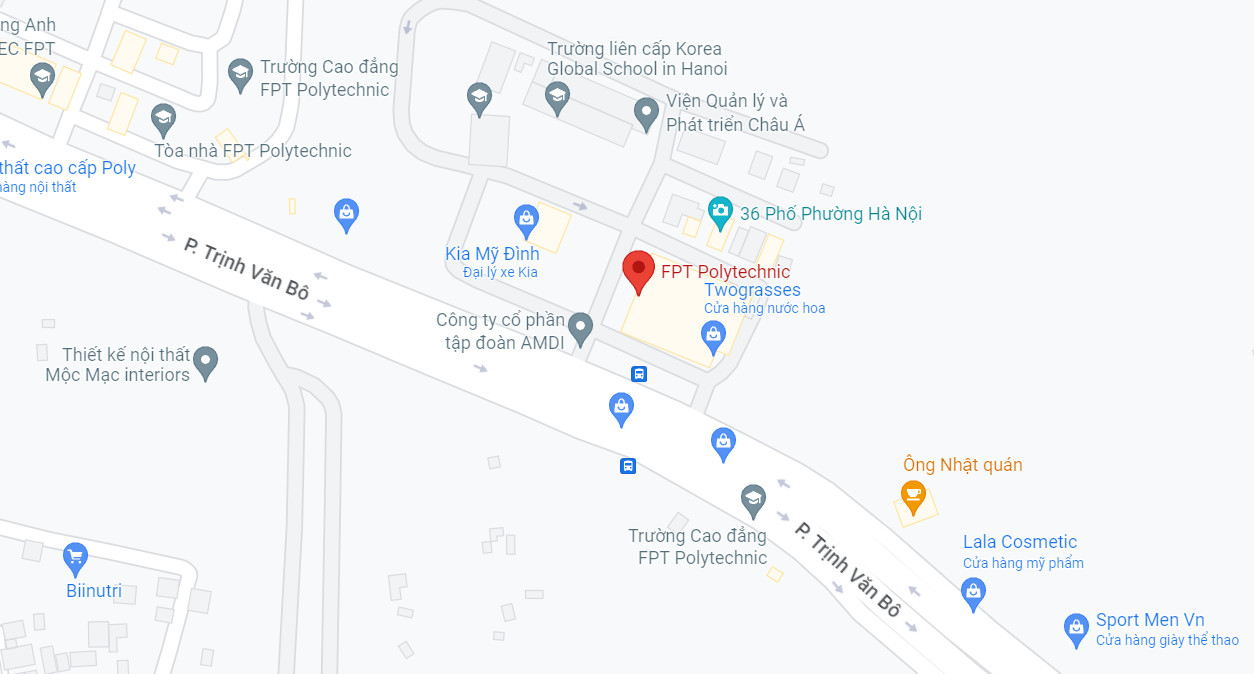 ng Anh
EC FPT
Trường Cao đẳng
FPT Polytechnic
Trường liên cấp Korea
Global School in Hanoi
Viện Quản lý và
Phát triển Châu Á
Tòa nhà FPT Polytechnic
thất cao cấp Poly
hàng nội thất
36 Phố Phường Hà Nội
P. Trịnh Văn Bô
Kia Mỹ Đình
Đại lý xe Kia
FPT Polytechnic
Twograsses
Cửa hàng nước hoa
Công ty cổ phần
tập đoàn AMDI
Thiết kế nội thất
Mộc Mạc interiors
Ông Nhật quán
Trường Cao đẳng
FPT Polytechnic
P. Trịnh Văn Bô
Lala Cosmetic
Cửa hàng mỹ phẩm
Biinutri
Sport Men Vn
Cửa hàng giày thể thao